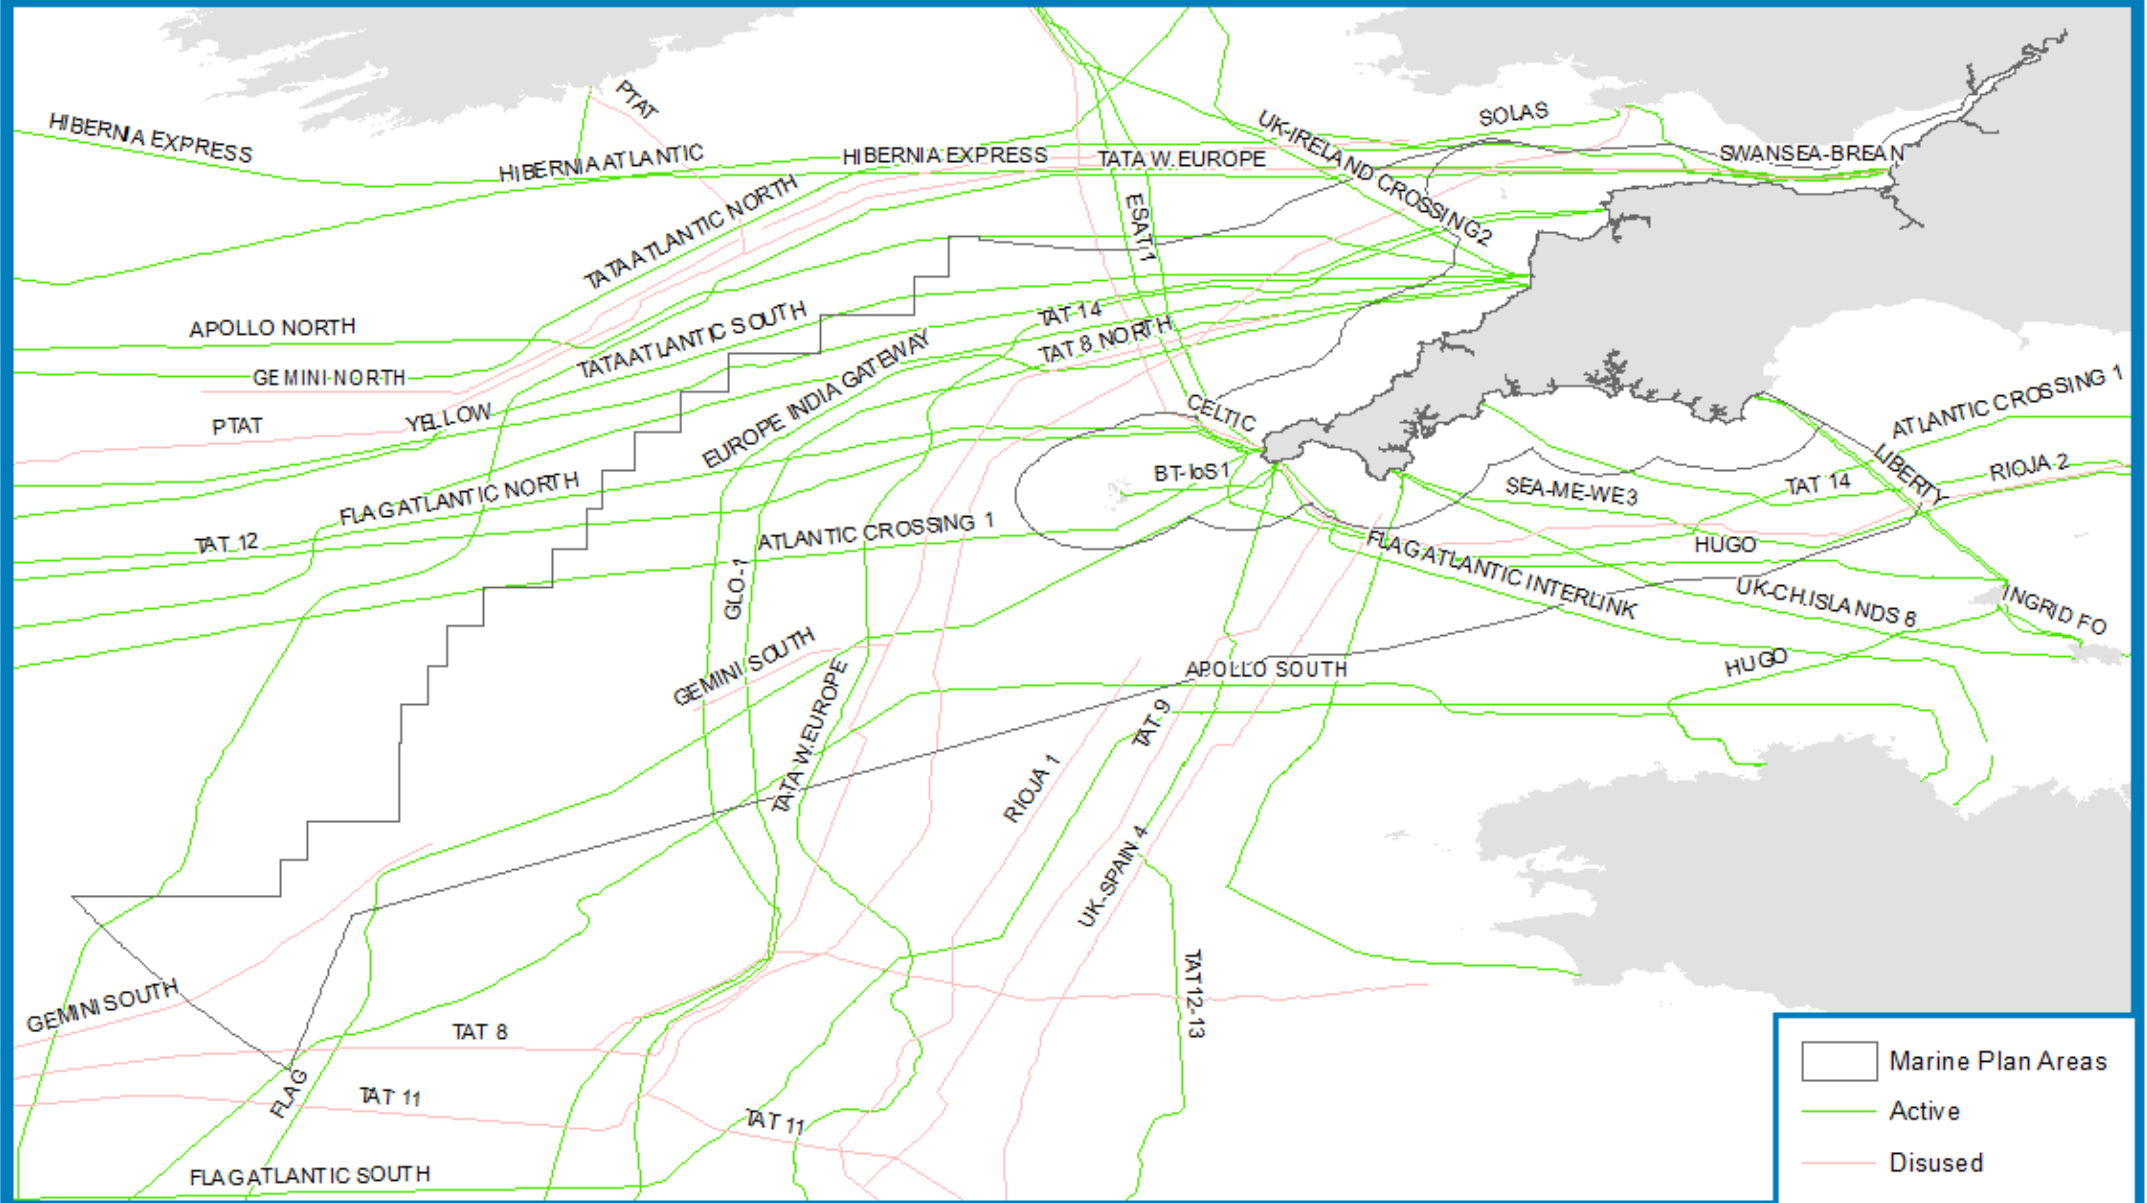 PTAT
HIBERNIA EXPRESS
HIBERNIA ATLANTIC
HIBERNIA EXPRESS
TATA W.EUROPE
UK-IRELAND CROSSING 2
SOLAS
SWANSEA-BREAN
TATA ATLANTIC NORTH
ESAT 1
APOLLO NORTH
TATA ATLANTIC SOUTH
TAT 14
TAT 8 NORTH
GEMINI NORTH
EUROPE INDIA GATEWAY
PTAT
YELLOW
CELTIC
ATLANTIC CROSSING 1
BT-IoS1
SEA-ME-WE3
TAT 14
LIBERTY
RIOJA 2
FLAG ATLANTIC NORTH
TAT 12
ATLANTIC CROSSING 1
FLAG ATLANTIC INTERLINK
HUGO
GLO-1
UK-CH.ISLANDS 8
INGRID FO
GEMINI SOUTH
APOLLO SOUTH
HUGO
TATA W.EUROPE
TAT 9
RIOJA 1
UK-SPAIN 4
TAT12-13
GEMINI SOUTH
TAT 8
FLAG
TAT 11
TAT 11
FLAG ATLANTIC SOUTH
Marine Plan Areas
Active
Disused